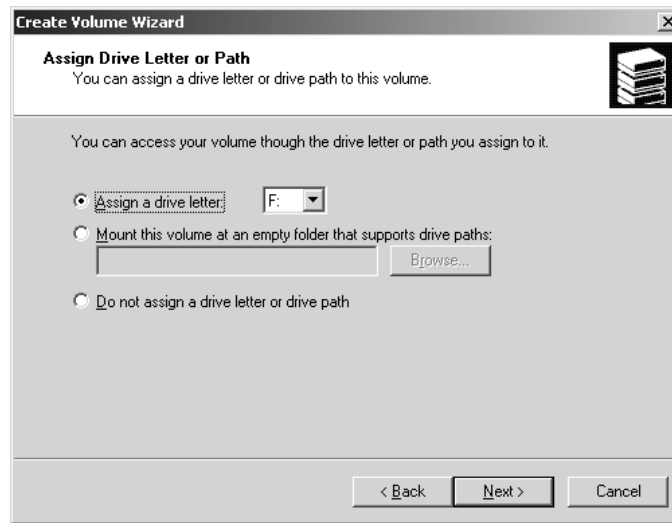 Create Volume Wizard
Assign Drive Letter or Path
You can assign a drive letter or drive path to this volume.
You can access your volume though the drive letter or path you assign to it.
Assign a drive letter: F:
Mount this volume at an empty folder that supports drive paths:
Browse...
Do not assign a drive letter or drive path
< Back Next > Cancel